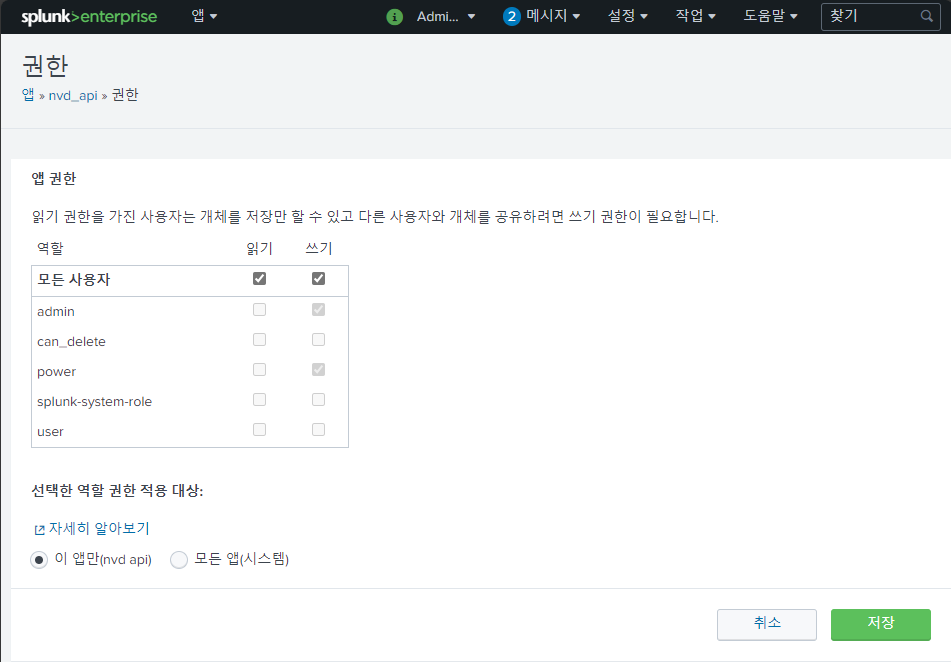 splunk>enterprise 앱 i Admi... 2 메시지 설정 작업 도움말 찾기
권한
앱 » nvd_api » 권한
앱 권한
읽기 권한을 가진 사용자는 개체를 저장만 할 수 있고 다른 사용자와 개체를 공유하려면 쓰기 권한이 필요합니다.
역할 읽기 쓰기
모든 사용자
admin
can_delete
power
splunk-system-role
user
선택한 역할 권한 적용 대상:
자세히 알아보기
이 앱만(nvd api) 모든 앱(시스템)
취소 저장